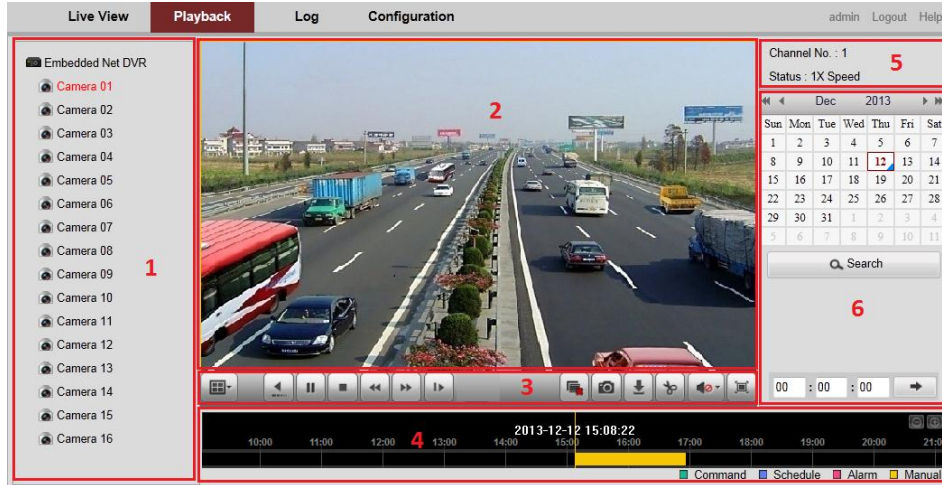 Live View Playback Log Configuration admin Logout Help
Embedded Net DVR
Camera 01
Camera 02
Camera 03
Camera 04
Camera 05
Camera 06
Camera 07
Camera 08
Camera 09
Camera 10
Camera 11
Camera 12
Camera 13
Camera 14
Camera 15
Camera 16
1
2
3
2013-12-12 15:08:22
10:00 11:00 12:00 4 13:00 14:00 15:00 16:00 17:00 18:00 19:00 20:00 21:0
Command Schedule Alarm Manual
Channel No. : 1
Status : 1X Speed
5
Dec 2013
Sun Mon Tue Wed Thu Fri Sat
1 2 3 4 5 6 7
8 9 10 11 12 13 14
15 16 17 18 19 20 21
22 23 24 25 26 27 28
29 30 31 1 2 3 4
5 6 7 8 9 10 11
Search
6
00 : 00 : 00